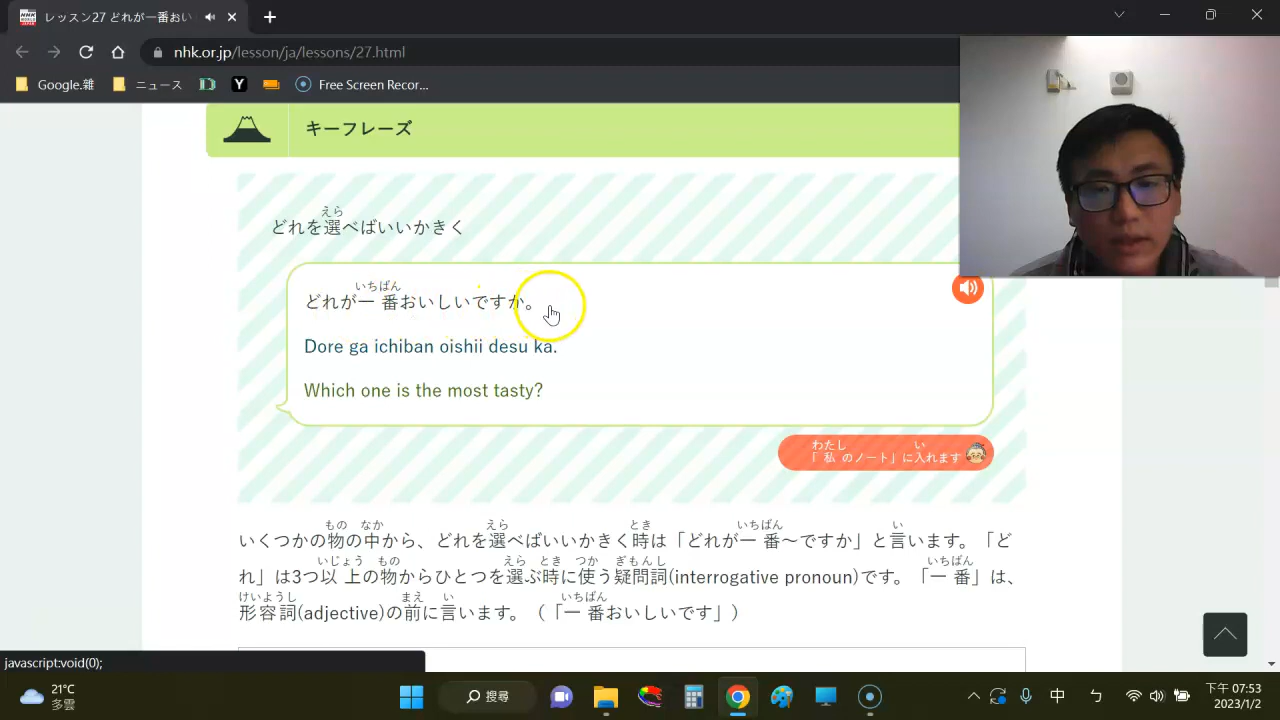 レッスン27 どれが一番おい
nhk.or.jp/lesson/ja/lessons/27.html
Google.雜
ニュース
Free Screen Recor...
キーフレーズ
えら
どれを選べばいいかきく
いちばん
どれが一番おいしいですか。
Dore ga ichiban oishii desu ka.
Which one is the most tasty?
わたし い
「私のノート」に入れます
もの なか えら とき いちばん い
いくつかの物の中から、どれを選べばいいかきく時は「どれが一番～ですか」と言います。「ど
いじょう もの えら とき つか ぎもんし いちばん
れ」は3つ以上の物からひとつを選ぶ時に使う疑問詞(interrogative pronoun)です。「一番」は、
けいようし まえ い いちばん
形容詞(adjective)の前に言います。（「一番おいしいです」）
javascript:void(0);
21°C
多雲
搜尋
中
下午 07:53
2023/1/2